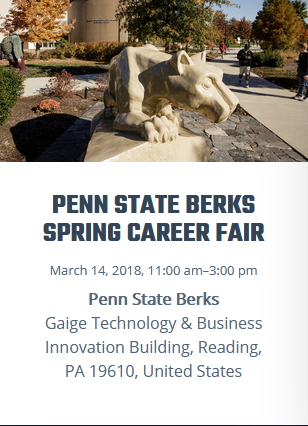 PENN STATE BERKS
SPRING CAREER FAIR
March 14, 2018, 11:00 am–3:00 pm
Penn State Berks
Gaige Technology & Business
Innovation Building, Reading,
PA 19610, United States